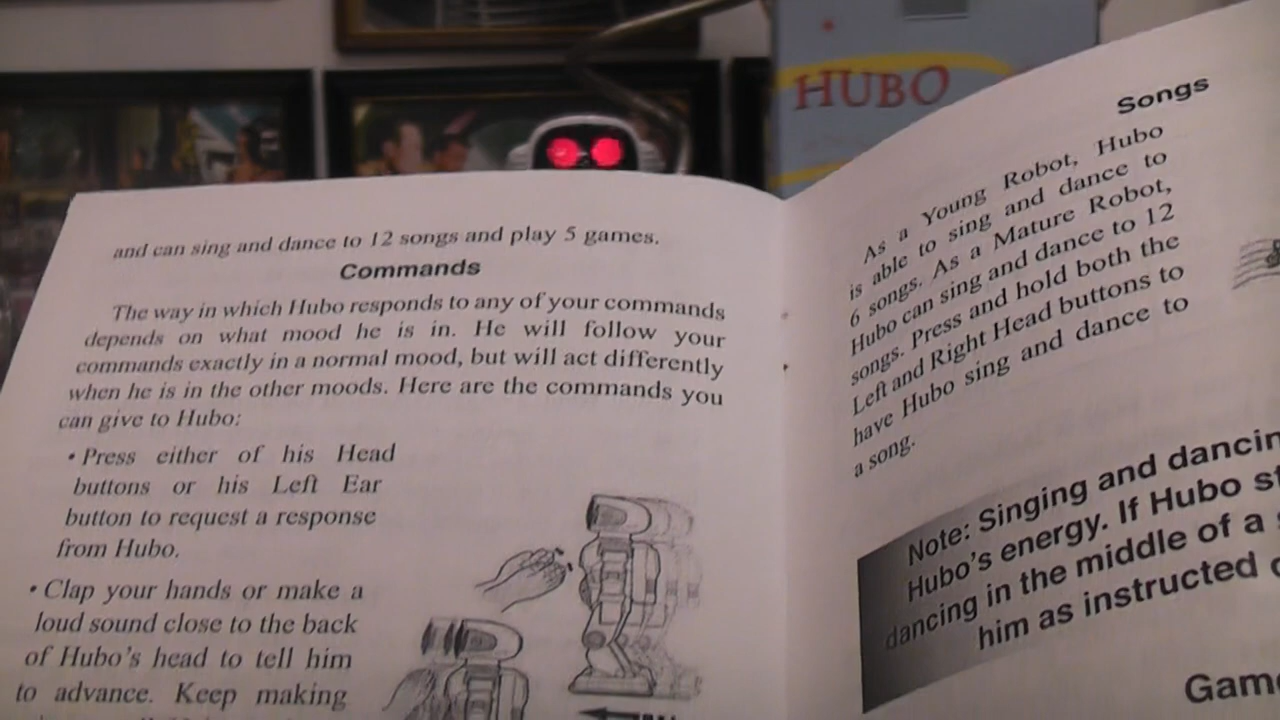 HUBO
and can sing and dance to 12 songs and play 5 games.
Commands
The way in which Hubo responds to any of your commands
depends on what mood he is in. He will follow your
commands exactly in a normal mood, but will act differently
when he is in the other moods. Here are the commands you
can give to Hubo:
• Press either of his Head
buttons or his Left Ear
button to request a response
from Hubo.
• Clap your hands or make a
loud sound close to the back
of Hubo's head to tell him
to advance. Keep making
Songs
As a Young Robot, Hubo
is able to sing and dance to
6 songs. As a Mature Robot,
Hubo can sing and dance to 12
songs. Press and hold both the
Left and Right Head buttons to
have Hubo sing and dance to
a song.
Note: Singing and dancin
Hubo's energy. If Hubo st
dancing in the middle of a
him as instructed
Game